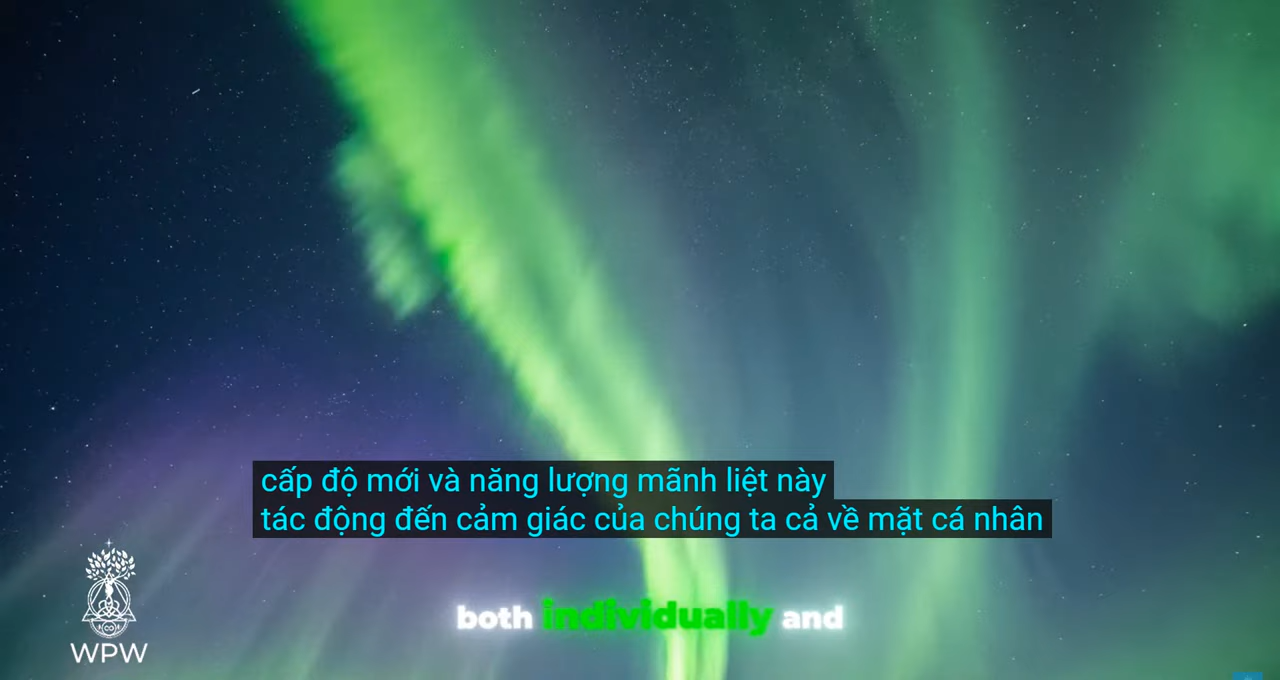 cấp độ mới và năng lượng mãnh liệt này
tác động đến cảm giác của chúng ta cả về mặt cá nhân
both individually and
WPW